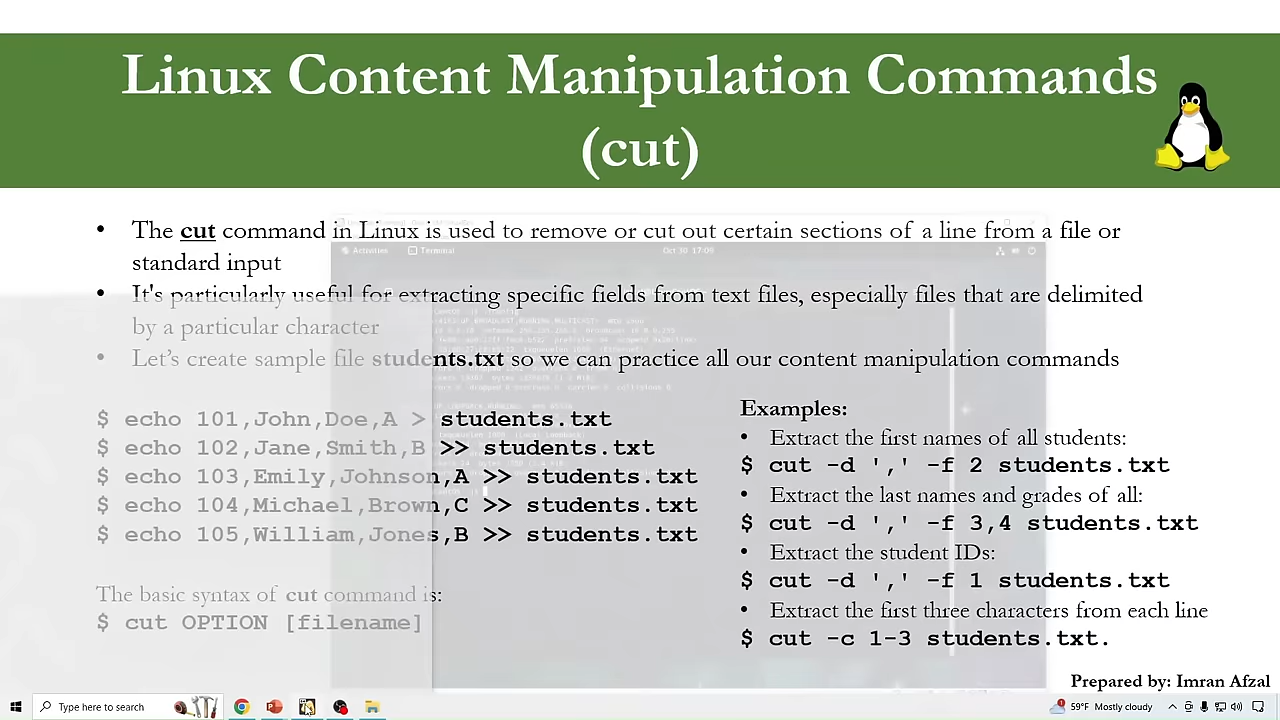 Linux Content Manipulation Commands
(cut)
• The cut command in Linux is used to remove or cut out certain sections of a line from a file or
standard input
• It's particularly useful for extracting specific fields from text files, especially files that are delimited
by a particular character
• Let's create sample file students.txt so we can practice all our content manipulation commands
$ echo 101,John,Doe,A > students.txt
$ echo 102,Jane,Smith,B >> students.txt
$ echo 103,Emily,Johnson,A >> students.txt
$ echo 104,Michael,Brown,C >> students.txt
$ echo 105,William,Jones,B >> students.txt
The basic syntax of cut command is:
$ cut OPTION [filename]
Examples:
• Extract the first names of all students:
$ cut -d ',' -f 2 students.txt
• Extract the last names and grades of all:
$ cut -d ',' -f 3,4 students.txt
• Extract the student IDs:
$ cut -d ',' -f 1 students.txt
• Extract the first three characters from each line
$ cut -c 1-3 students.txt.
Prepared by: Imran Afzal
Activities
Terminal
Oct 30 17:09
Type here to search
59°F Mostly cloudy